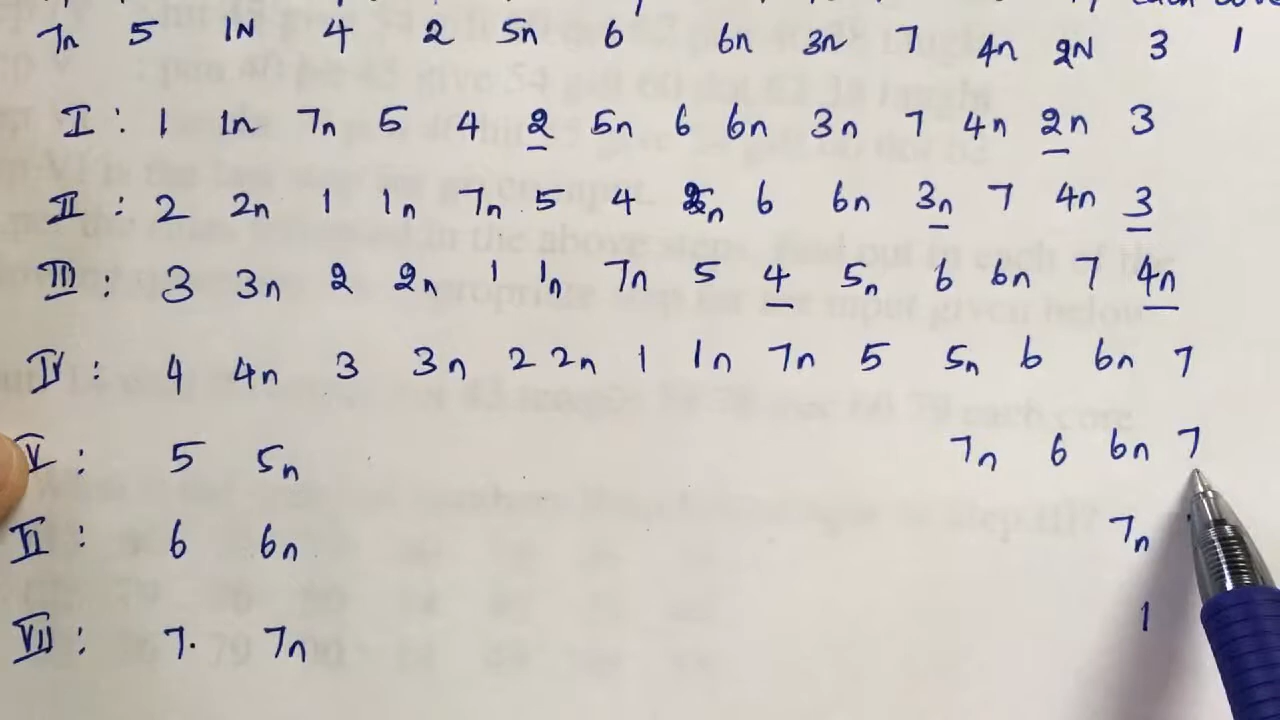 7n 5 1N 4 2 5n 6 6n 3n 7 4n 2N 3 1
I : 1 1n 7n 5 4 2 5n 6 6n 3n 7 4n 2n 3
II : 2 2n 1 1n 7n 5 4 5n 6 6n 3n 7 4n 3
III : 3 3n 2 2n 1 1n 7n 5 4 5n 6 6n 7 4n
IV : 4 4n 3 3n 2 2n 1 1n 7n 5 5n 6 6n 7
V : 5 5n 7n 6 6n 7
VI : 6 6n 7n
VII : 7. 7n 1